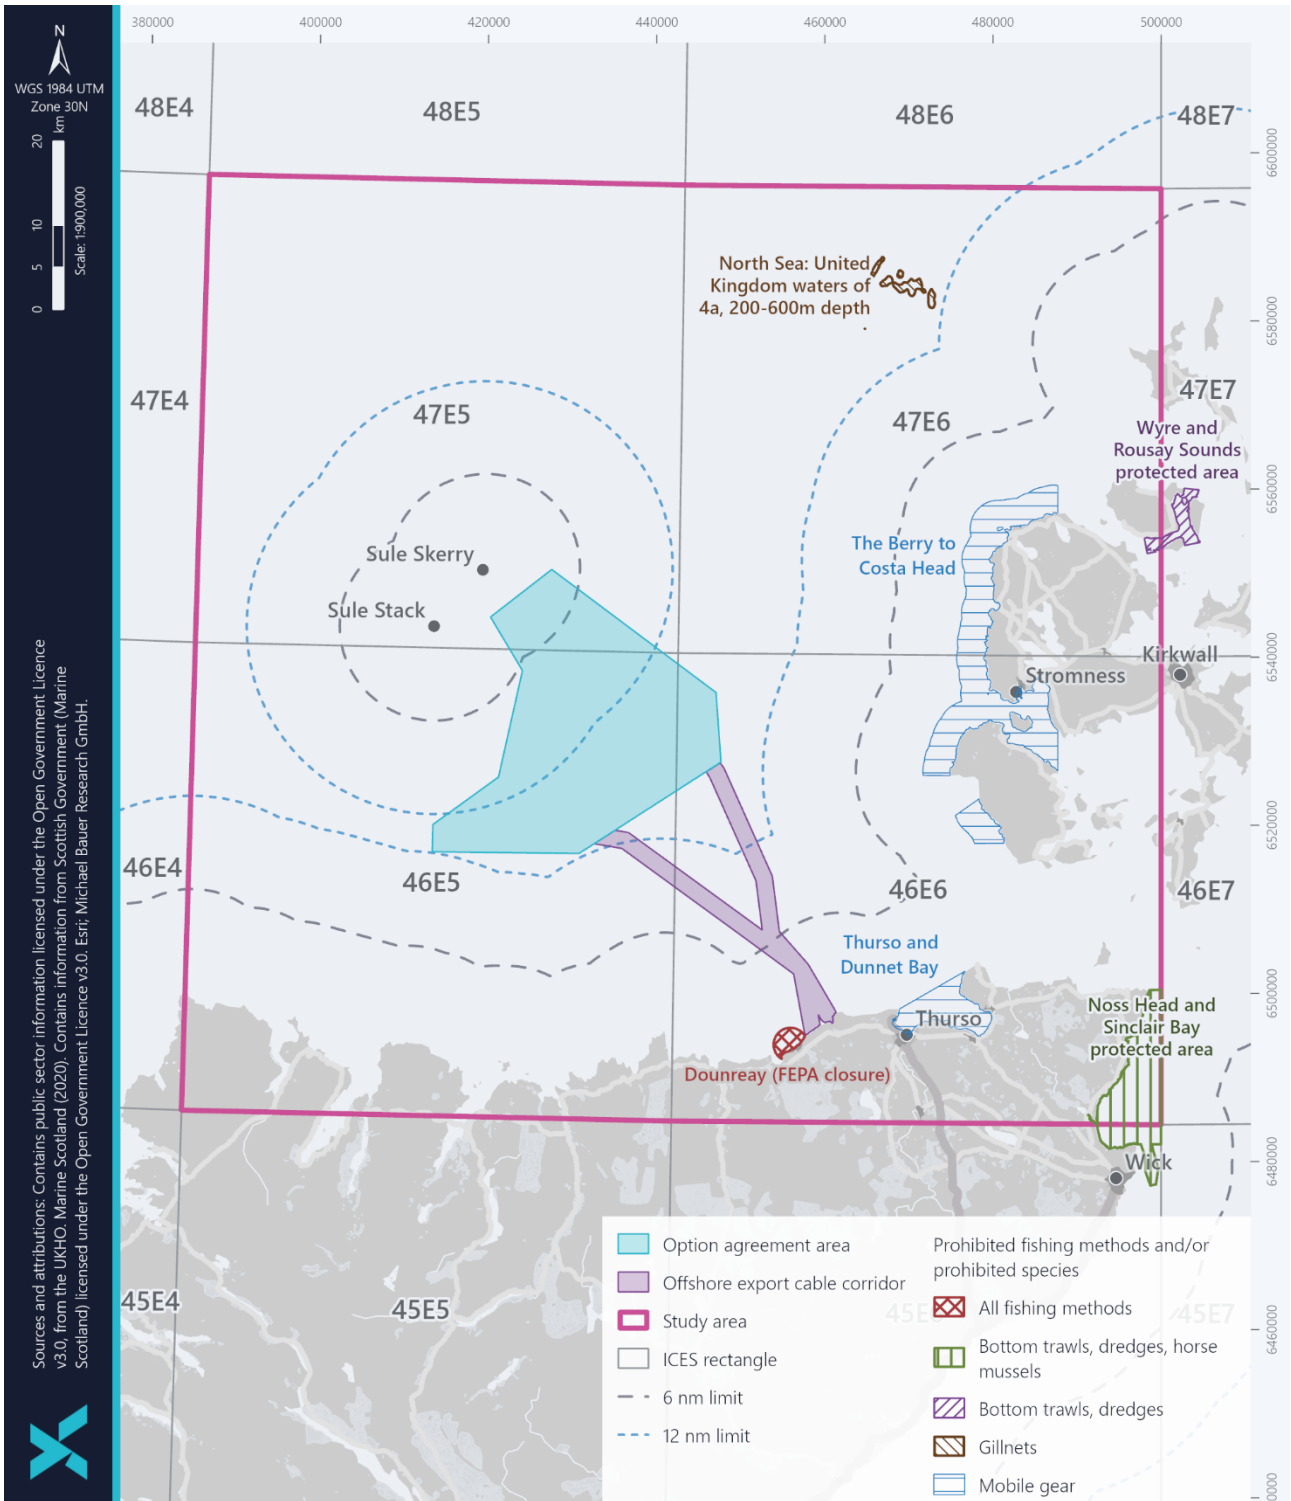 380000
400000
420000
440000
460000
480000
500000
N
WGS 1984 UTM
Zone 30N
km
20
10
5
0
Scale: 1:900,000
Sources and attributions: Contains public sector information licensed under the Open Government Licence
v3.0, from the UKHO. Marine Scotland (2020). Contains information from Scottish Government (Marine
Scotland) licensed under the Open Government Licence v3.0. Esri; Michael Bauer Research GmbH.
48E4
48E5
48E6
48E7
6600000
North Sea: United
Kingdom waters of
4a, 200-600m depth
6580000
47E4
47E5
47E6
47E7
Wyre and
Rousay Sounds
protected area
6560000
The Berry to
Costa Head
Sule Skerry
Sule Stack
Kirkwall
Stromness
6540000
6520000
46E4
46E5
46E6
46E7
Thurso and
Dunnet Bay
Thurso
Noss Head and
Sinclair Bay
protected area
6500000
Dounreay (FEPA closure)
Wick
6480000
45E4
45E5
45E7
6460000
Option agreement area
Offshore export cable corridor
Study area
ICES rectangle
6 nm limit
12 nm limit
Prohibited fishing methods and/or
prohibited species
All fishing methods
Bottom trawls, dredges, horse
mussels
Bottom trawls, dredges
Gillnets
Mobile gear